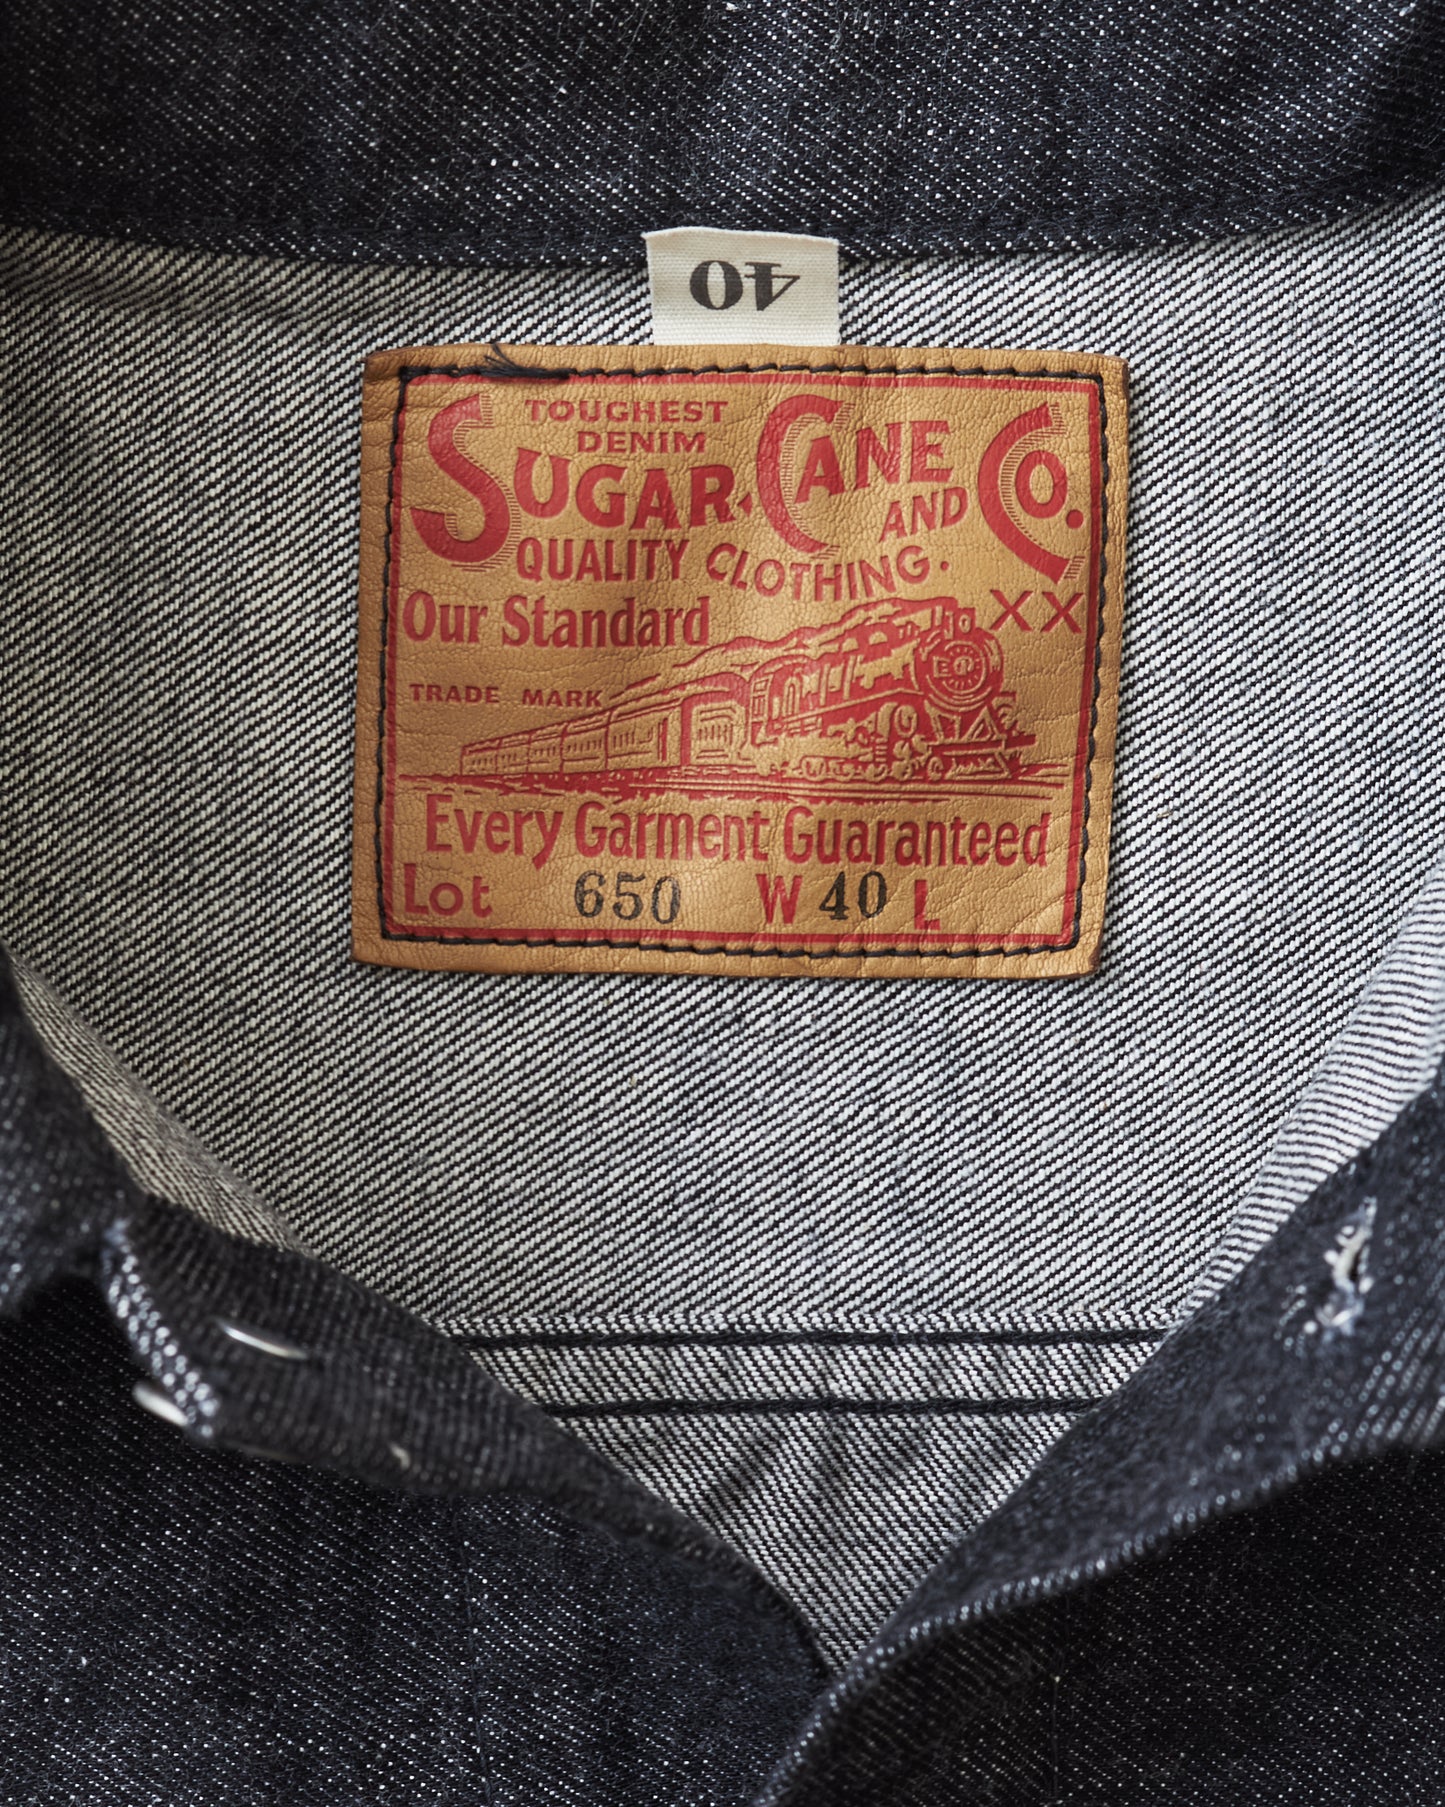 40
TOUGHEST
DENIM
SUGAR CANE CO.
AND
QUALITY CLOTHING.
Our Standard XX
TRADE MARK
Every Garment Guaranteed
Lot 650 W 40 L